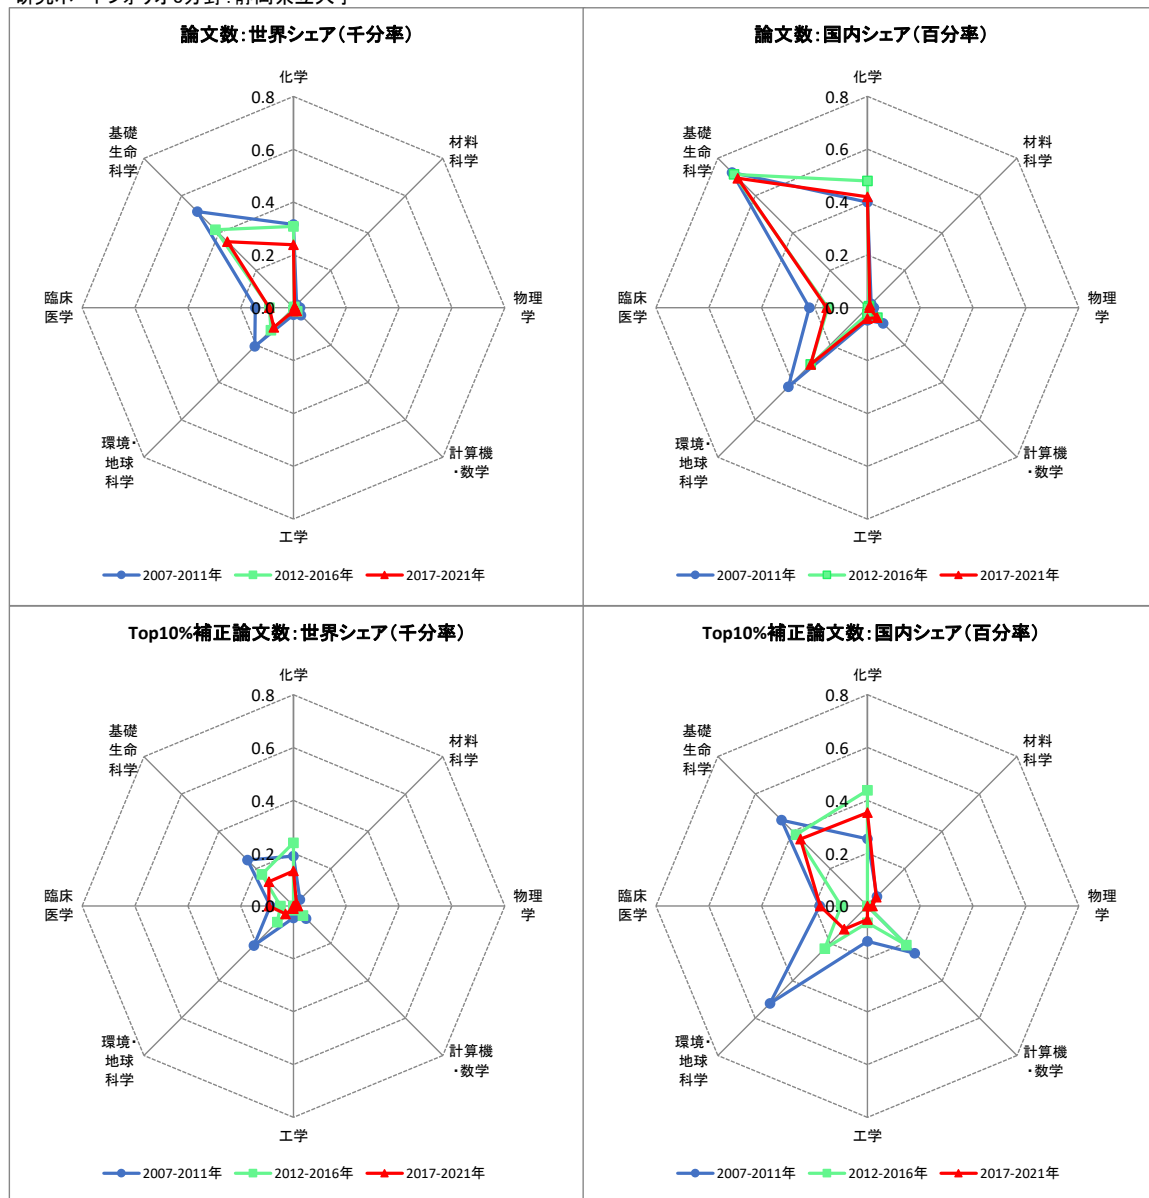 論文数:世界シェア(千分率)
化学
材料
科学
物理
学
計算機
・数学
工学
環境・
地球
科学
臨床
医学
基礎
生命
科学
0.8
0.6
0.4
0.2
0.0
2007-2011年
2012-2016年
2017-2021年
論文数:国内シェア(百分率)
化学
材料
科学
物理
学
計算機
・数学
工学
環境・
地球
科学
臨床
医学
基礎
生命
科学
0.8
0.6
0.4
0.2
0.0
2007-2011年
2012-2016年
2017-2021年
Top10%補正論文数:世界シェア(千分率)
化学
材料
科学
物理
学
計算機
・数学
工学
環境・
地球
科学
臨床
医学
基礎
生命
科学
0.8
0.6
0.4
0.2
0.0
2007-2011年
2012-2016年
2017-2021年
Top10%補正論文数:国内シェア(百分率)
化学
材料
科学
物理
学
計算機
・数学
工学
環境・
地球
科学
臨床
医学
基礎
生命
科学
0.8
0.6
0.4
0.2
0.0
2007-2011年
2012-2016年
2017-2021年